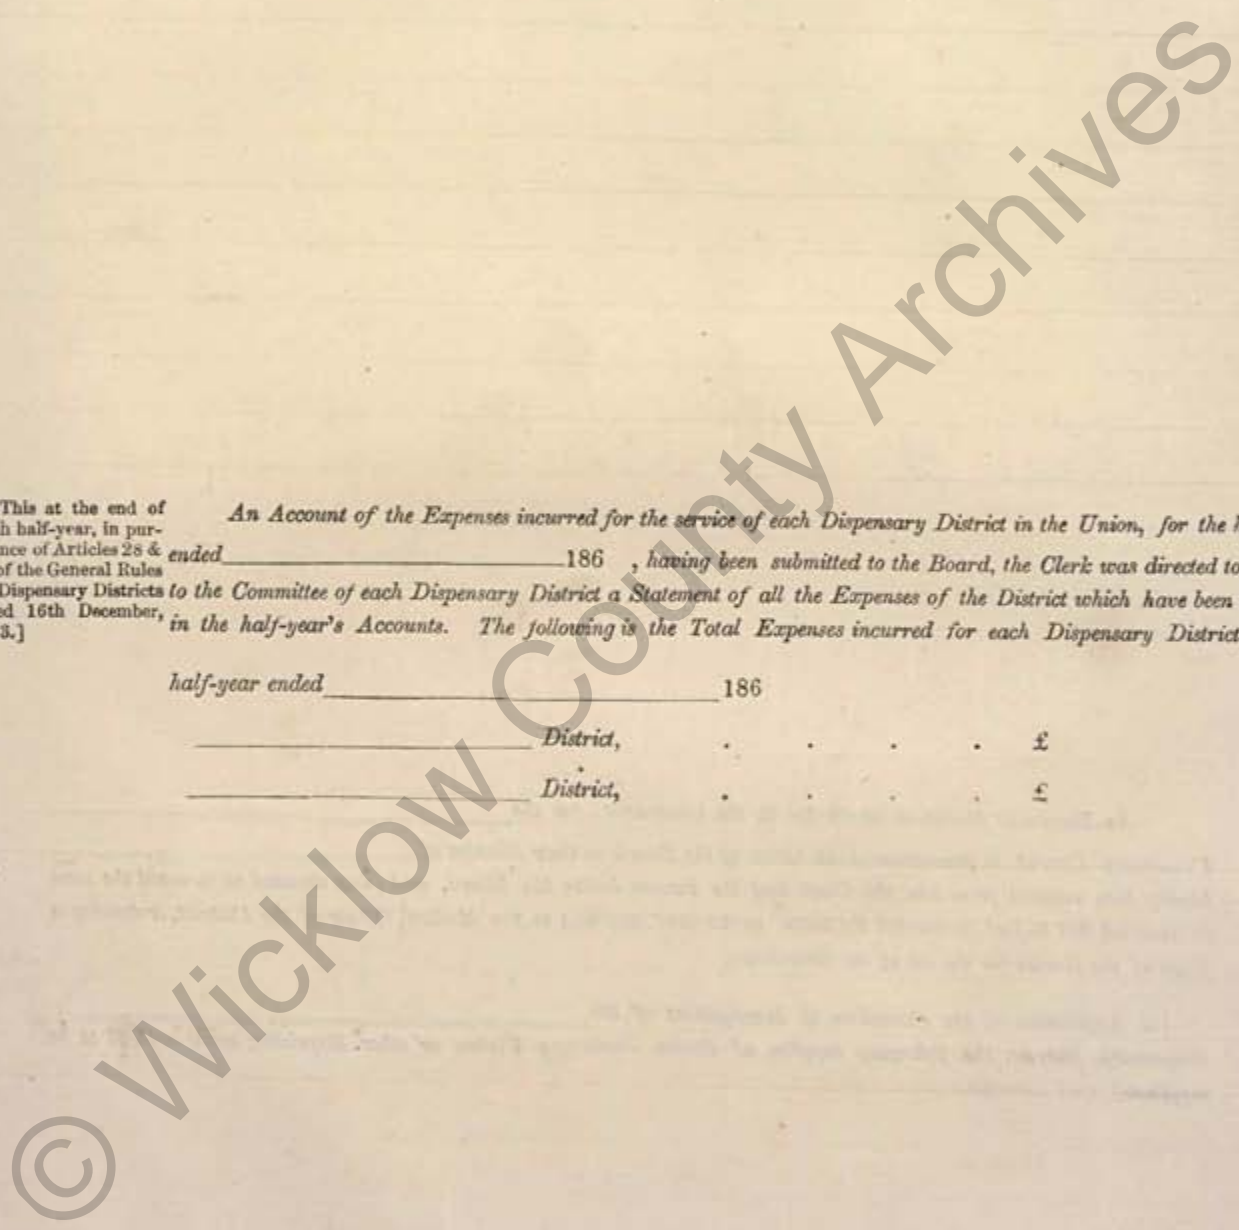 This at the end of
h half-year, in pur-
nce of Articles 28 &
of the General Rules
Dispensary Districts
ed 16th December,
3.]
An Account of the Expenses incurred for the service of each Dispensary District in the Union, for the h
ended 186 , having been submitted to the Board, the Clerk was directed to
to the Committee of each Dispensary District a Statement of all the Expenses of the District which have been
in the half-year's Accounts. The following is the Total Expenses incurred for each Dispensary District
half-year ended 186
District, . . . . £
District, . . . . £
© Wicklow County Archives